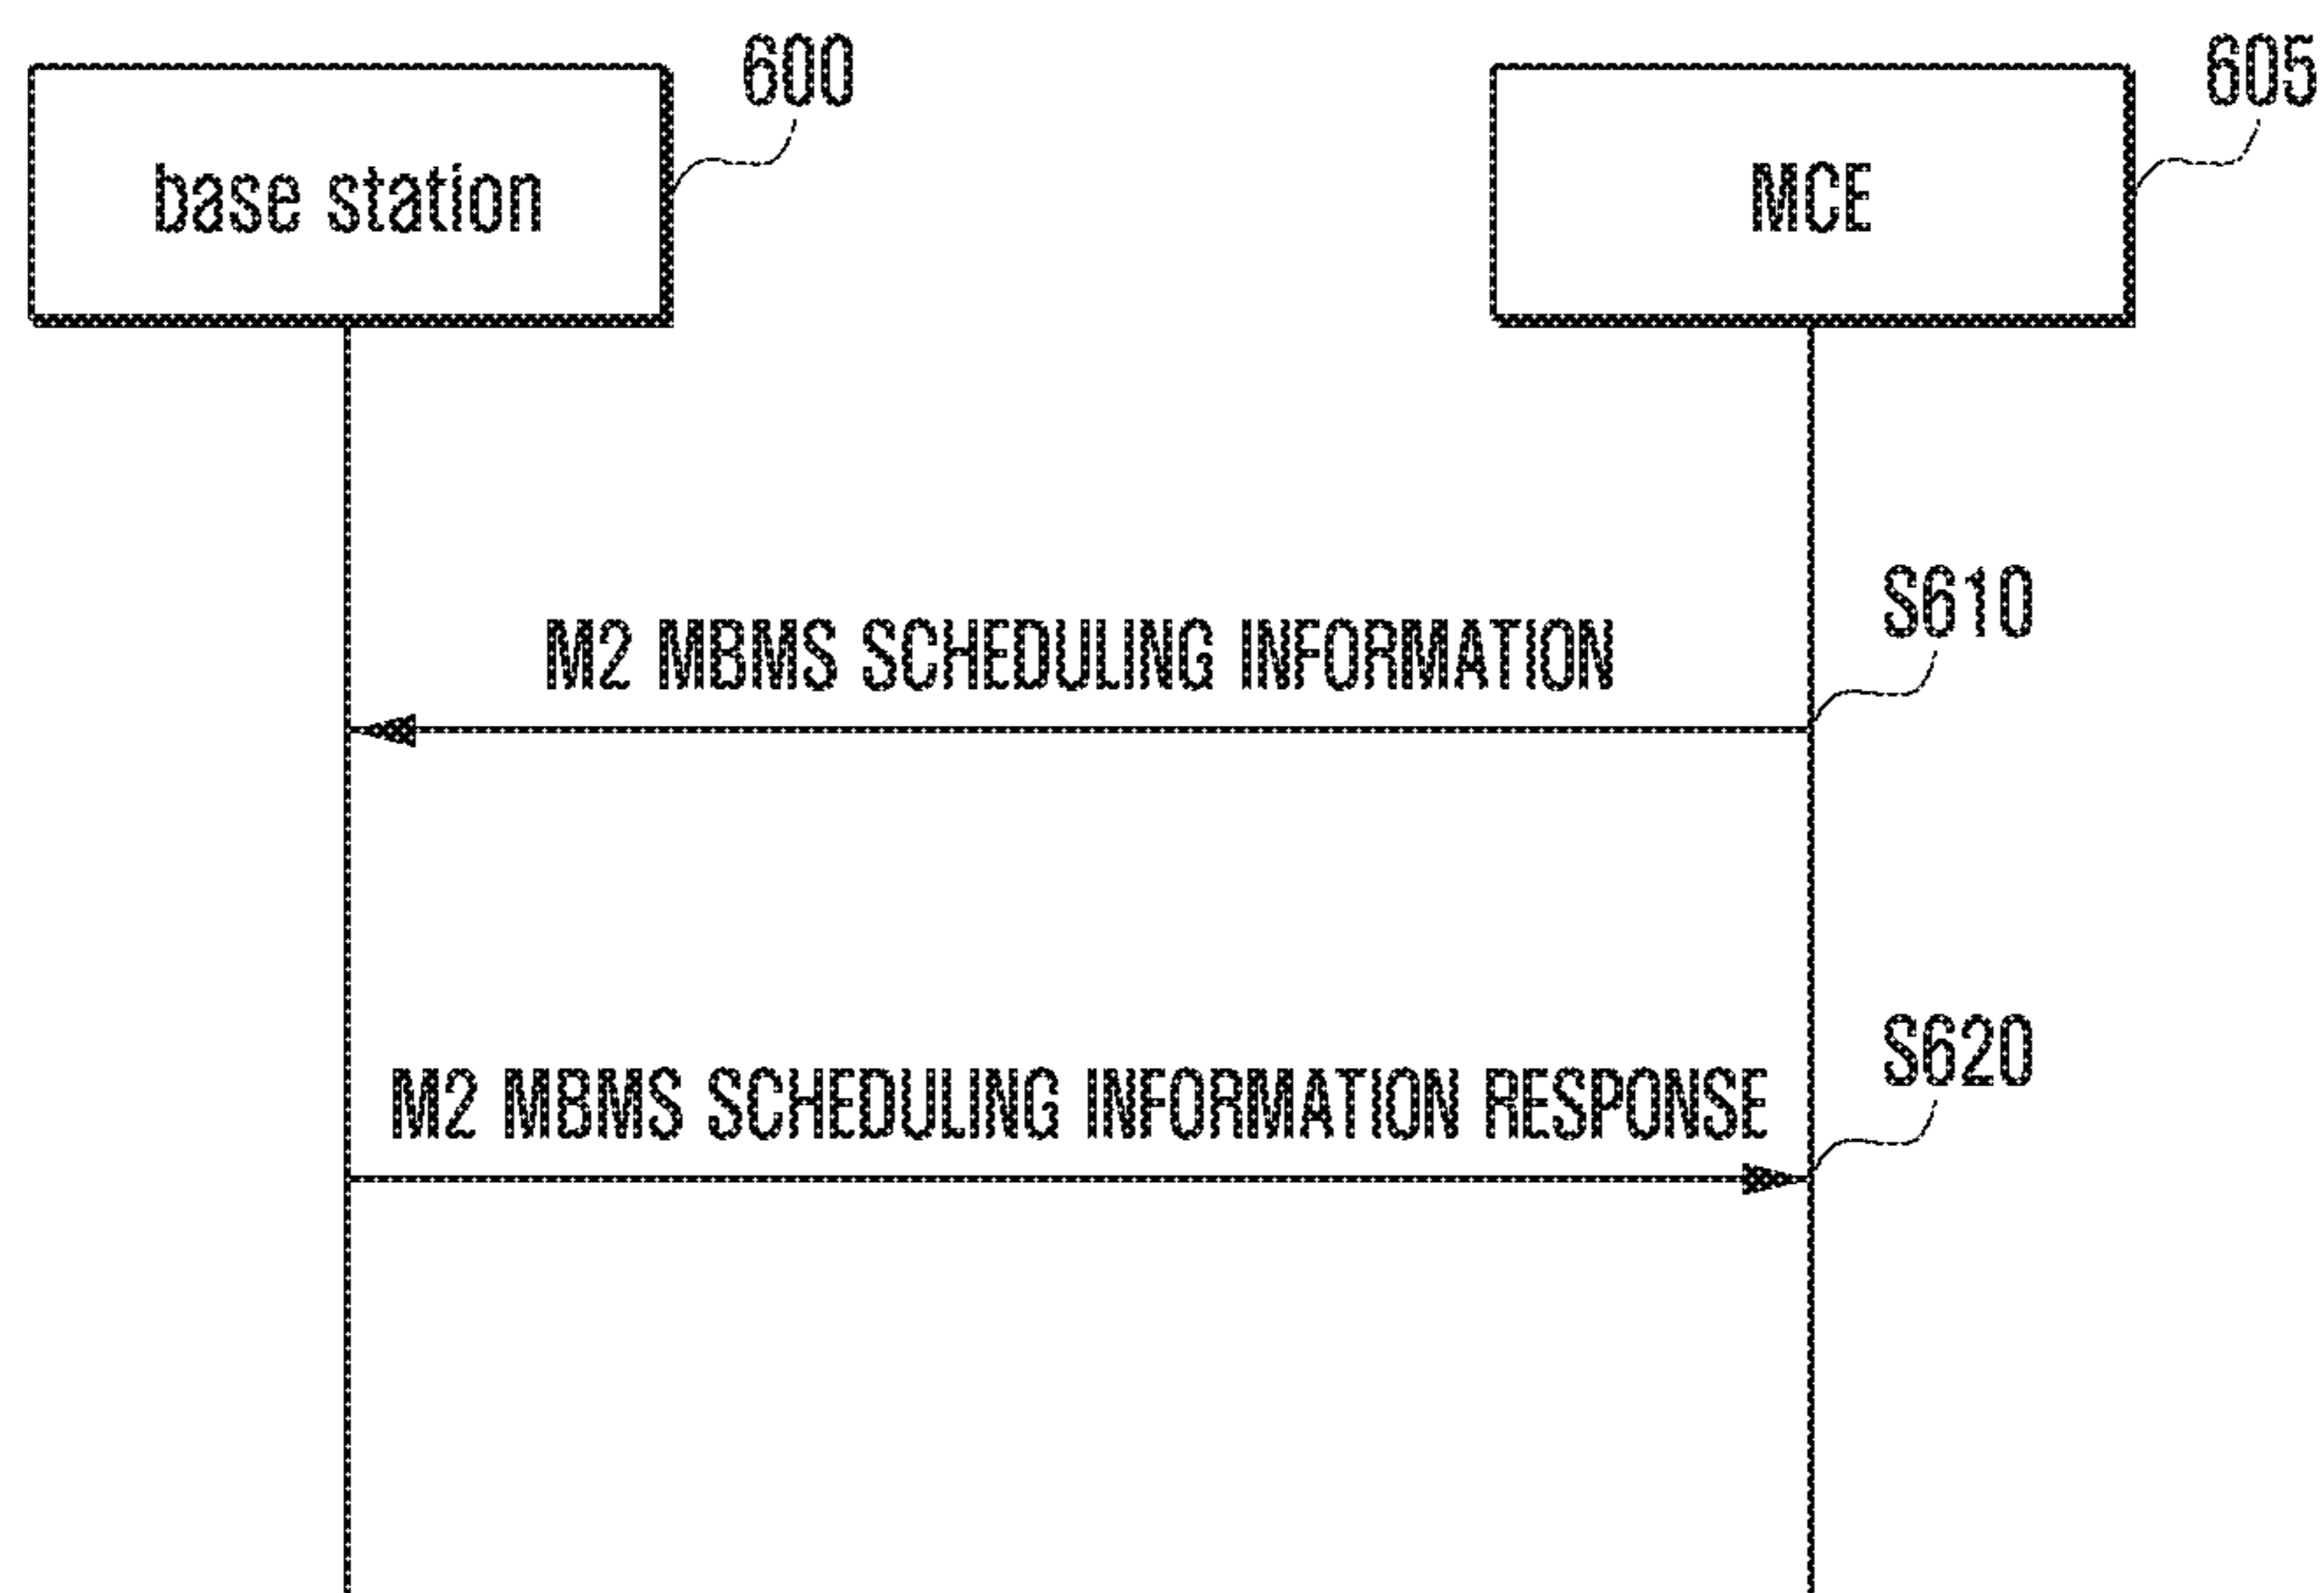 600
605
base station
MCE
S610
M2 MBMS SCHEDULING INFORMATION
S620
M2 MBMS SCHEDULING INFORMATION RESPONSE